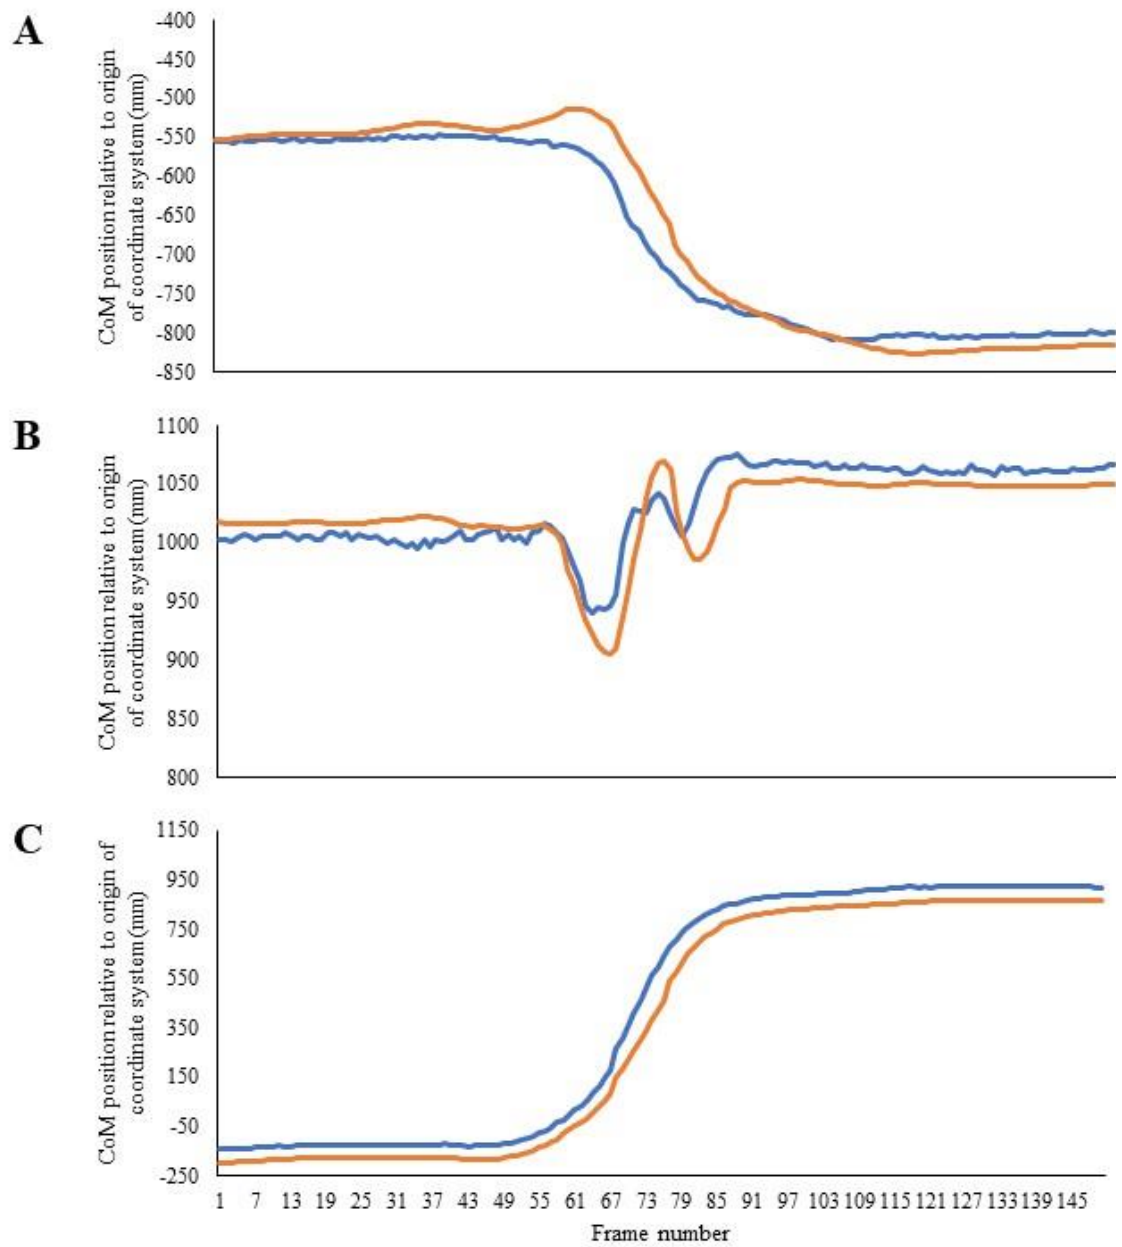 A
CoM position relative to origin
of coordinate system (mm)
-400
-450
-500
-550
-600
-650
-700
-750
-800
-850
B
CoM position relative to origin
of coordinate system (mm)
1100
1050
1000
950
900
850
800
C
CoM position relative to origin of
coordinate system (mm)
1150
950
750
550
350
150
-50
-250
1 7 13 19 25 31 37 43 49 55 61 67 73 79 85 91 97 103 109 115 121 127 133 139 145
Frame number